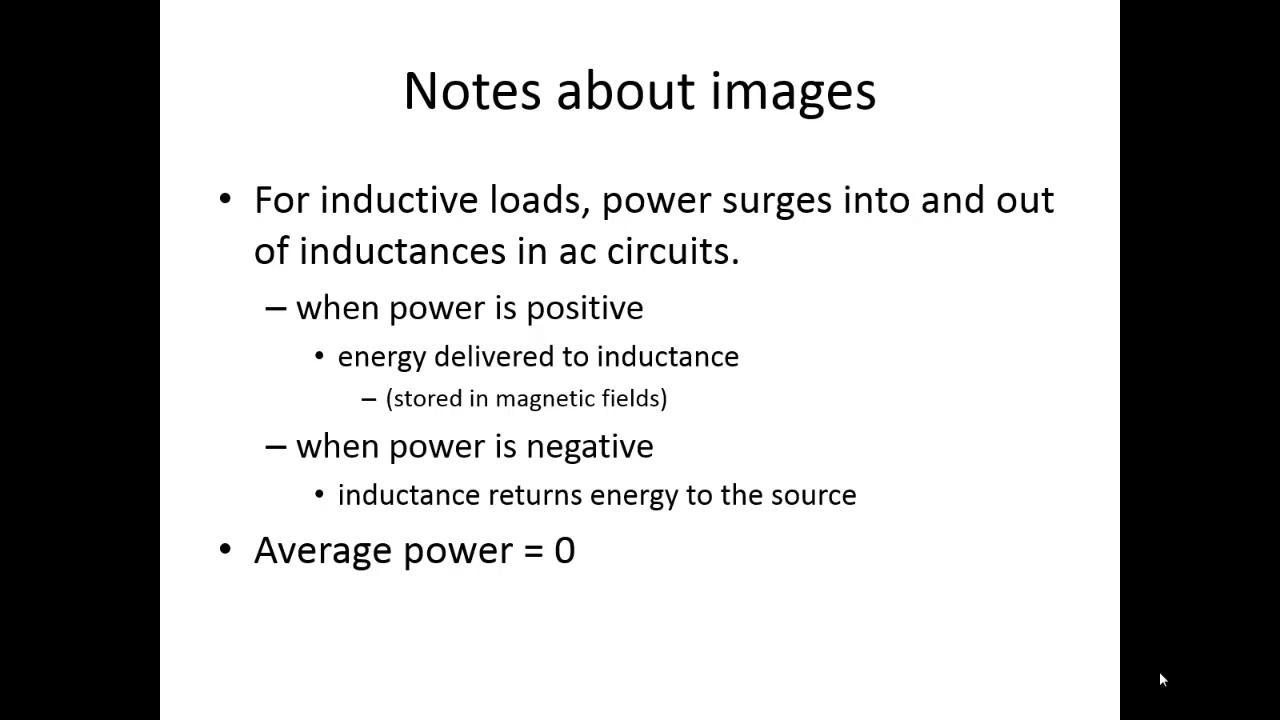 Notes about images
• For inductive loads, power surges into and out
of inductances in ac circuits.
– when power is positive
• energy delivered to inductance
– (stored in magnetic fields)
– when power is negative
• inductance returns energy to the source
• Average power = 0